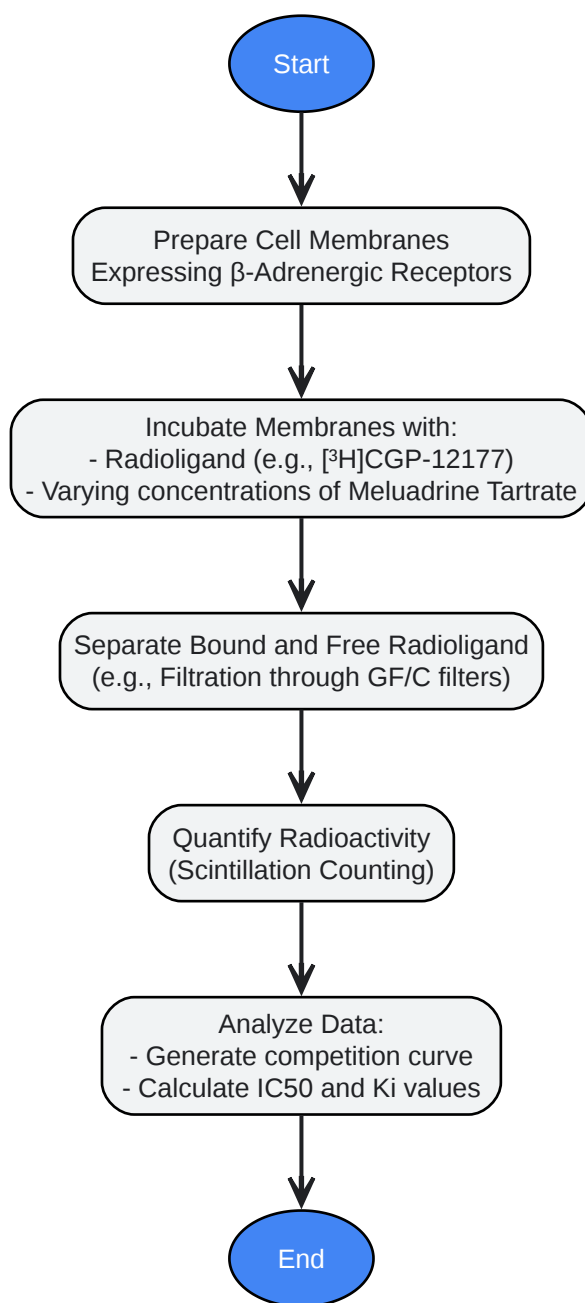 Start
Prepare Cell Membranes
Expressing β-Adrenergic Receptors
Incubate Membranes with:
- Radioligand (e.g., [³H]CGP-12177)
- Varying concentrations of Meluadrine Tartrate
Separate Bound and Free Radioligand
(e.g., Filtration through GF/C filters)
Quantify Radioactivity
(Scintillation Counting)
Analyze Data:
- Generate competition curve
- Calculate IC50 and Ki values
End